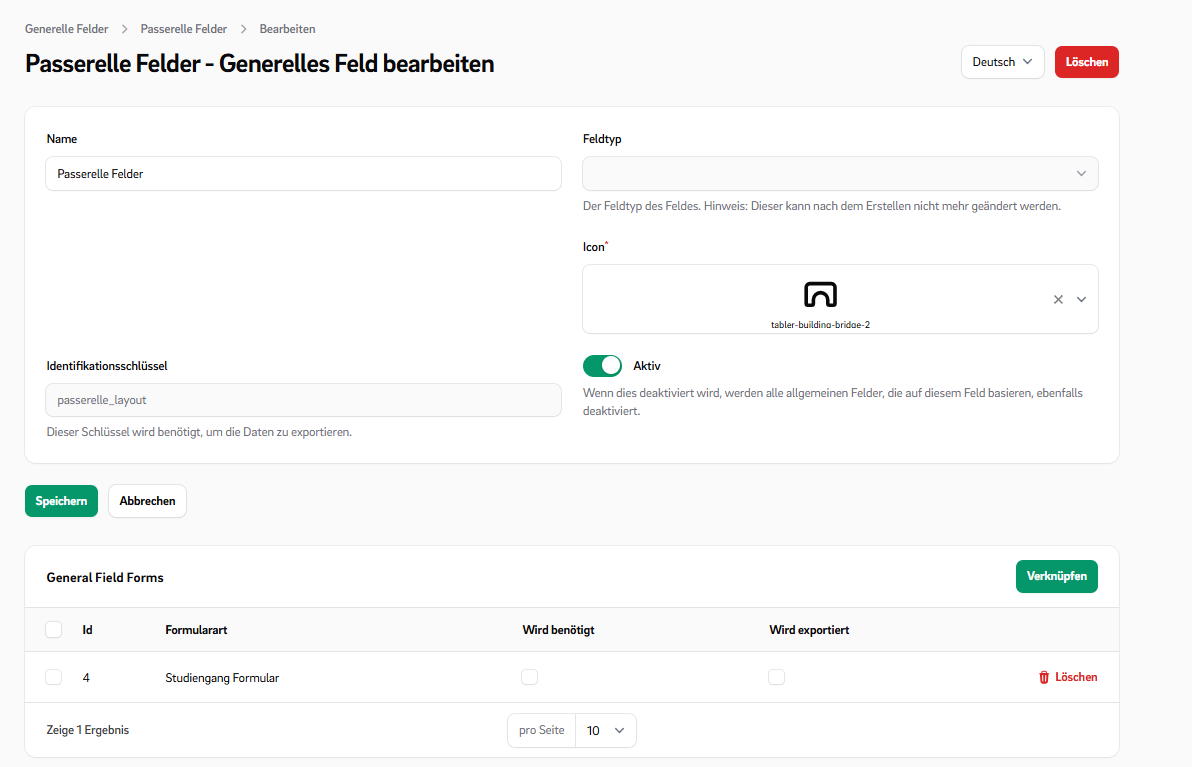 Generelle Felder > Passerelle Felder > Bearbeiten
Passerelle Felder - Generelles Feld bearbeiten
Deutsch
Löschen
Name
Feldtyp
Passerelle Felder
Der Feldtyp des Feldes. Hinweis: Dieser kann nach dem Erstellen nicht mehr geändert werden.
Icon*
tabler-building-bridge-2
Identifikationsschlüssel
Aktiv
passerelle_layout
Wenn dies deaktiviert wird, werden alle allgemeinen Felder, die auf diesem Feld basieren, ebenfalls
deaktiviert.
Dieser Schlüssel wird benötigt, um die Daten zu exportieren.
Speichern
Abbrechen
General Field Forms
Verknüpfen
Id Formularart Wird benötigt Wird exportiert
4 Studiengang Formular Löschen
Zeige 1 Ergebnis
pro Seite 10